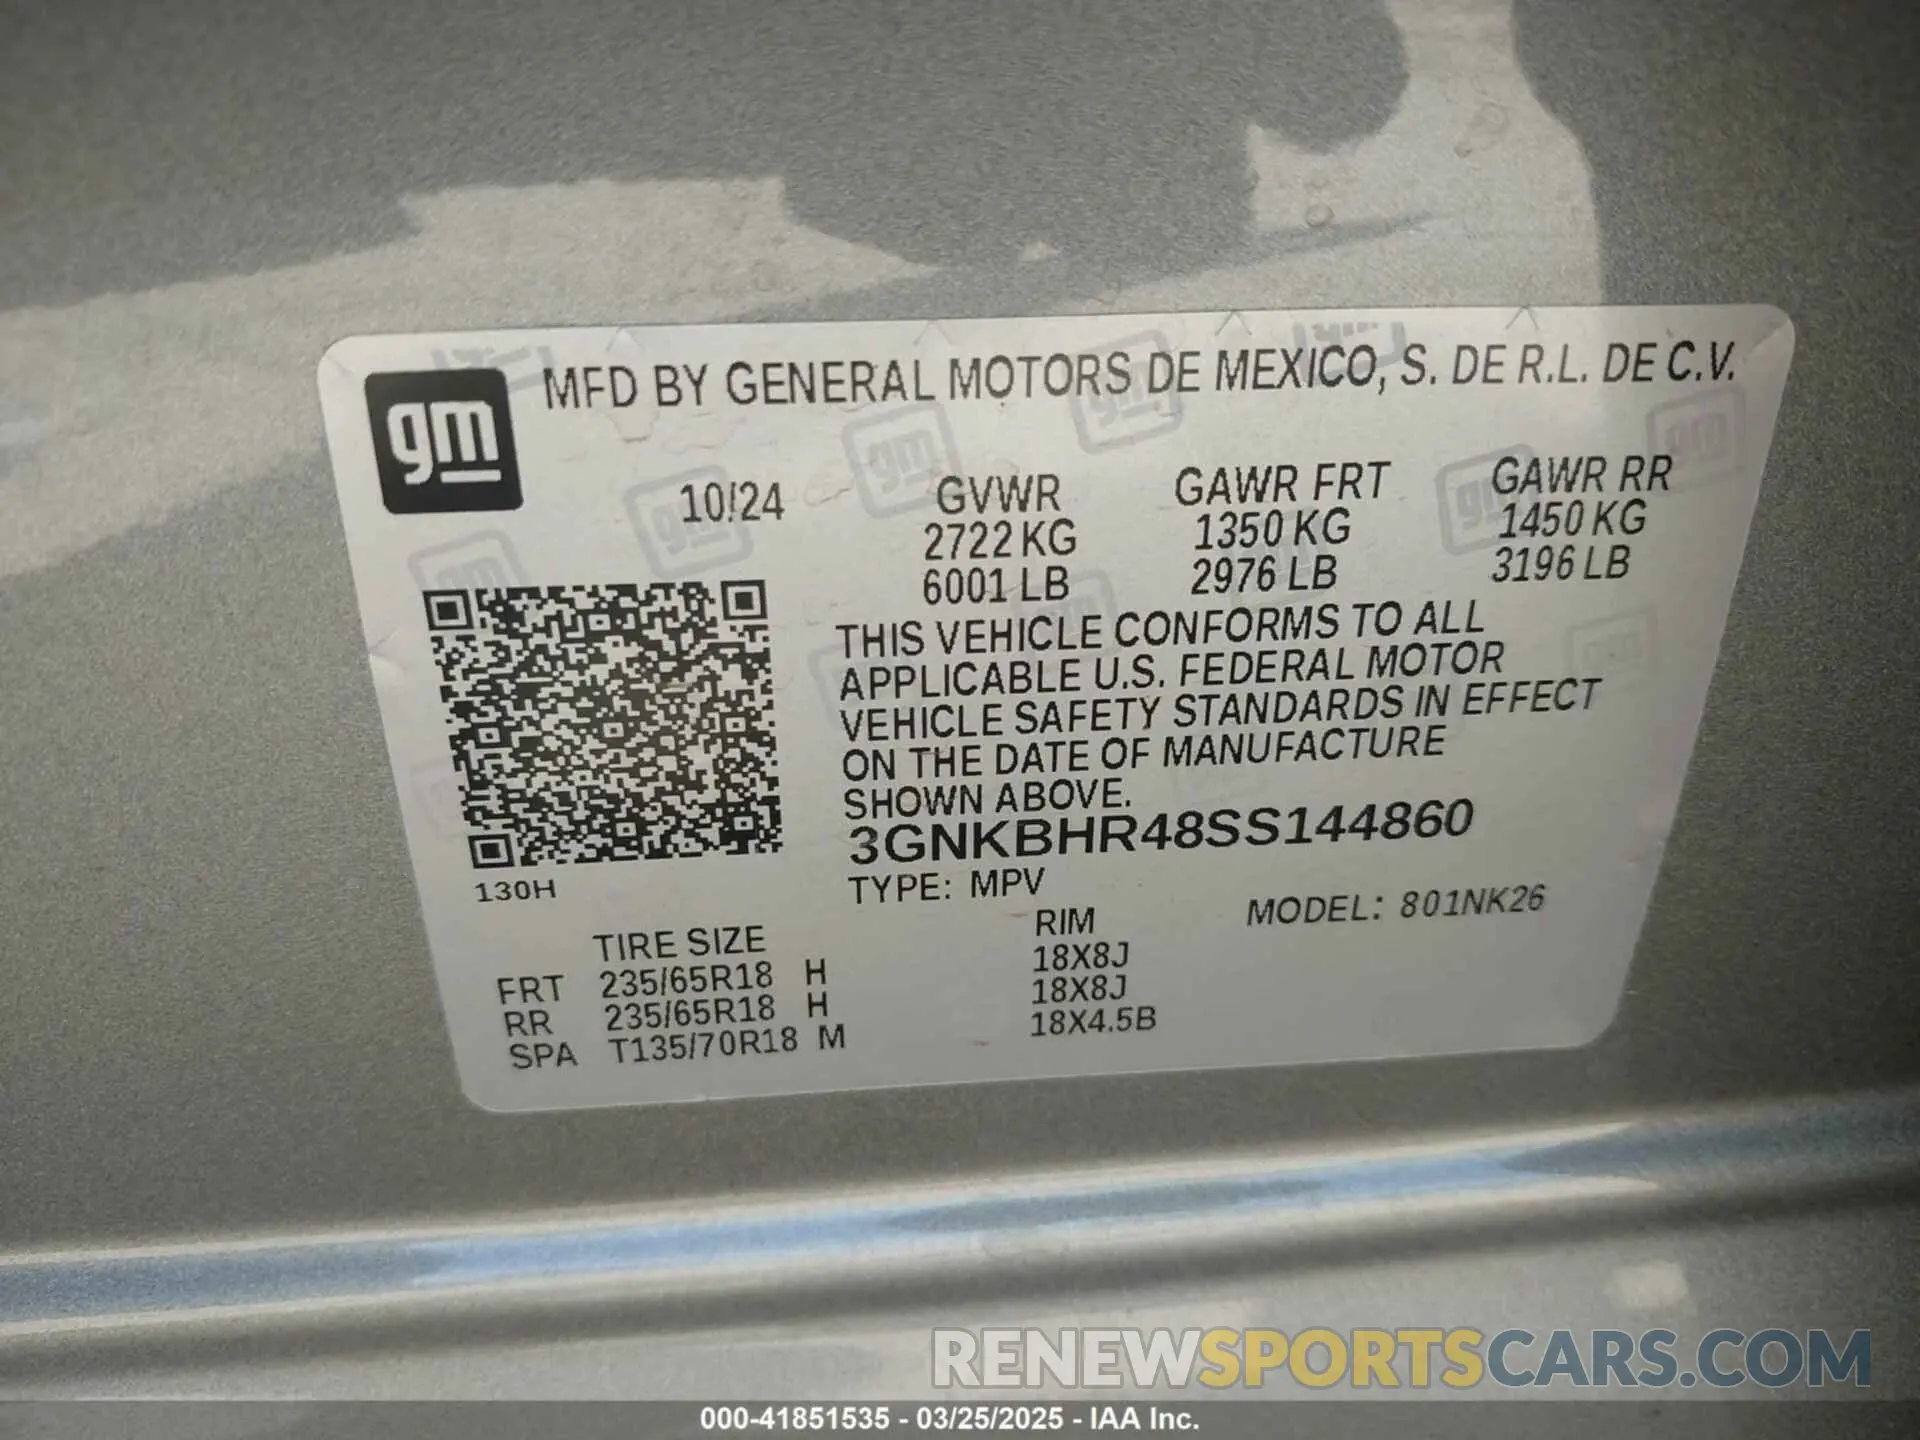 gm
MFD BY GENERAL MOTORS DE MEXICO, S. DE R.L. DE C.V.
10/24 GVWR GAWR FRT GAWR RR
2722 KG 1350 KG 1450 KG
6001 LB 2976 LB 3196 LB
THIS VEHICLE CONFORMS TO ALL
APPLICABLE U.S. FEDERAL MOTOR
VEHICLE SAFETY STANDARDS IN EFFECT
ON THE DATE OF MANUFACTURE
SHOWN ABOVE.
3GNKBHR48SS144860
130H
TYPE: MPV MODEL: 801NK26
TIRE SIZE RIM
FRT 235/65R18 H 18X8J
RR 235/65R18 H 18X8J
SPA T135/70R18 M 18X4.5B
RENEWSPORTSCARS.COM
000-41851535 - 03/25/2025 - IAA Inc.